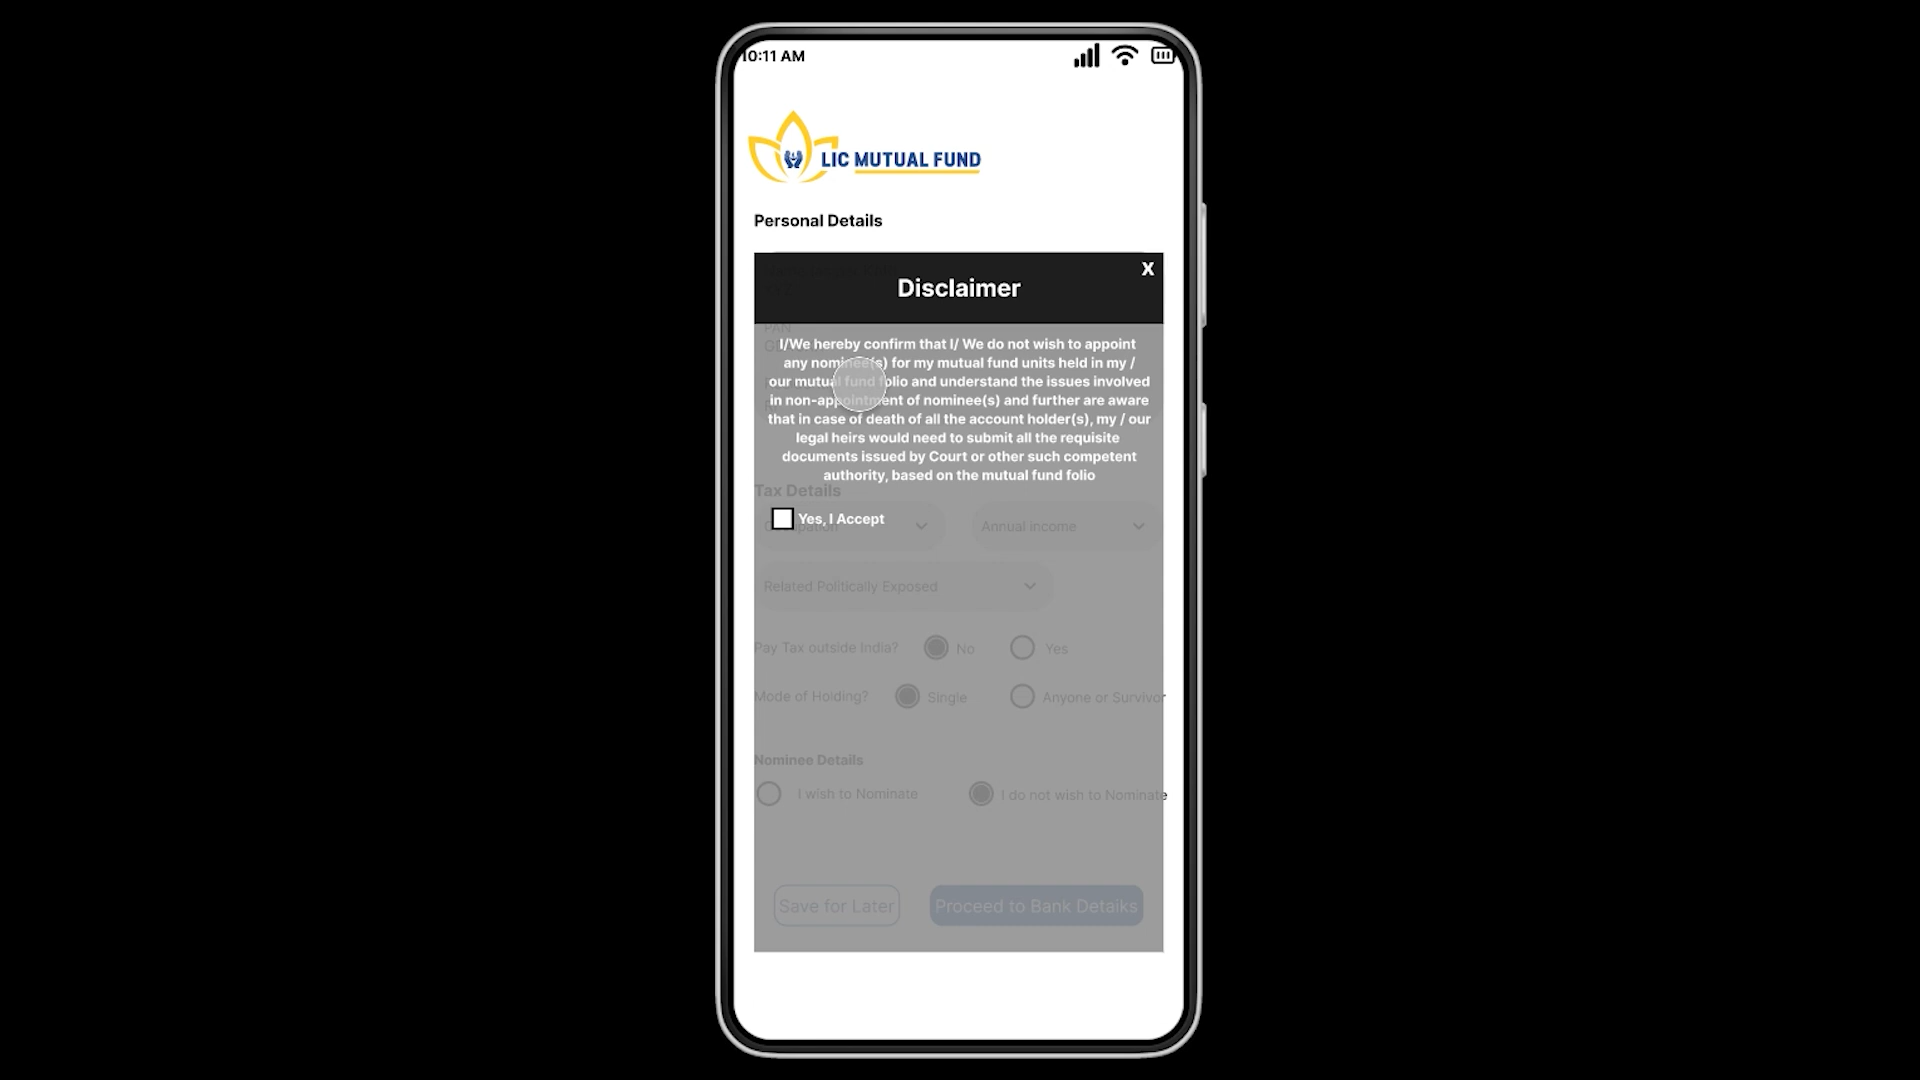 10:11 AM
LIC MUTUAL FUND
Personal Details
X
Disclaimer
PAN
I/We hereby confirm that I/ We do not wish to appoint
any nominee(s) for my mutual fund units held in my /
our mutual fund folio and understand the issues involved
in non-appointment of nominee(s) and further are aware
that in case of death of all the account holder(s), my / our
legal heirs would need to submit all the requisite
documents issued by Court or other such competent
authority, based on the mutual fund folio
Tax Details
Yes, I Accept
Occupation
Annual income
Related Politically Exposed
Pay Tax outside India? No Yes
Mode of Holding? Single Anyone or Survivor
Nominee Details
I wish to Nominate I do not wish to Nominate
Save for Later Proceed to Bank Detaiks